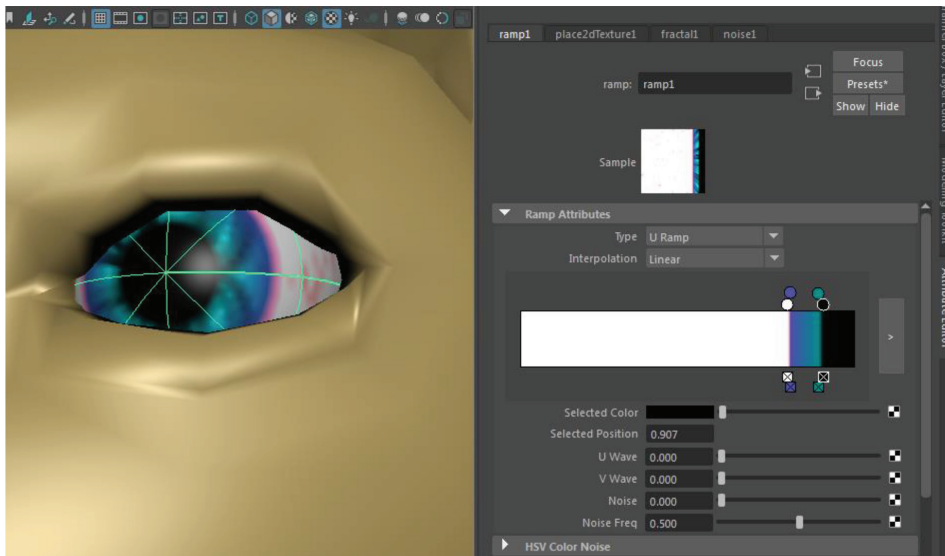 ramp1 place2dTexture1 fractal1 noise1
Focus
ramp: ramp1
Presets*
Show Hide
Sample
Ramp Attributes
Type U Ramp
Interpolation Linear
>
Selected Color
Selected Position 0.907
U Wave 0.000
V Wave 0.000
Noise 0.000
Noise Freq 0.500
HSV Color Noise